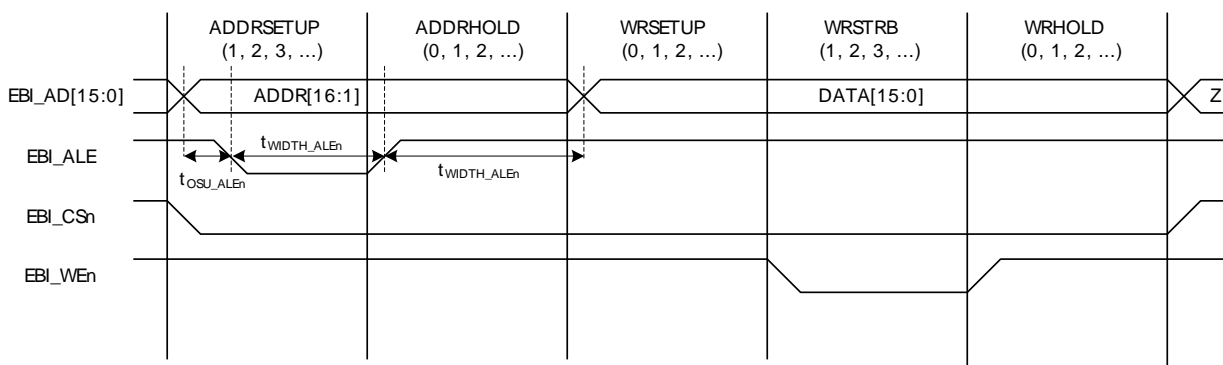 ADDRSETUP ADDRHOLD WRSETUP WRSTRB WRHOLD
(1, 2, 3, ...) (0, 1, 2, ...) (0, 1, 2, ...) (1, 2, 3, ...) (0, 1, 2, ...)
EBI_AD[15:0] ADDR[16:1] DATA[15:0] Z
EBI_ALE tWIDTH_ALEn tWIDTH_ALEn
tOSU_ALEn
EBI_CSn
EBI_WEn